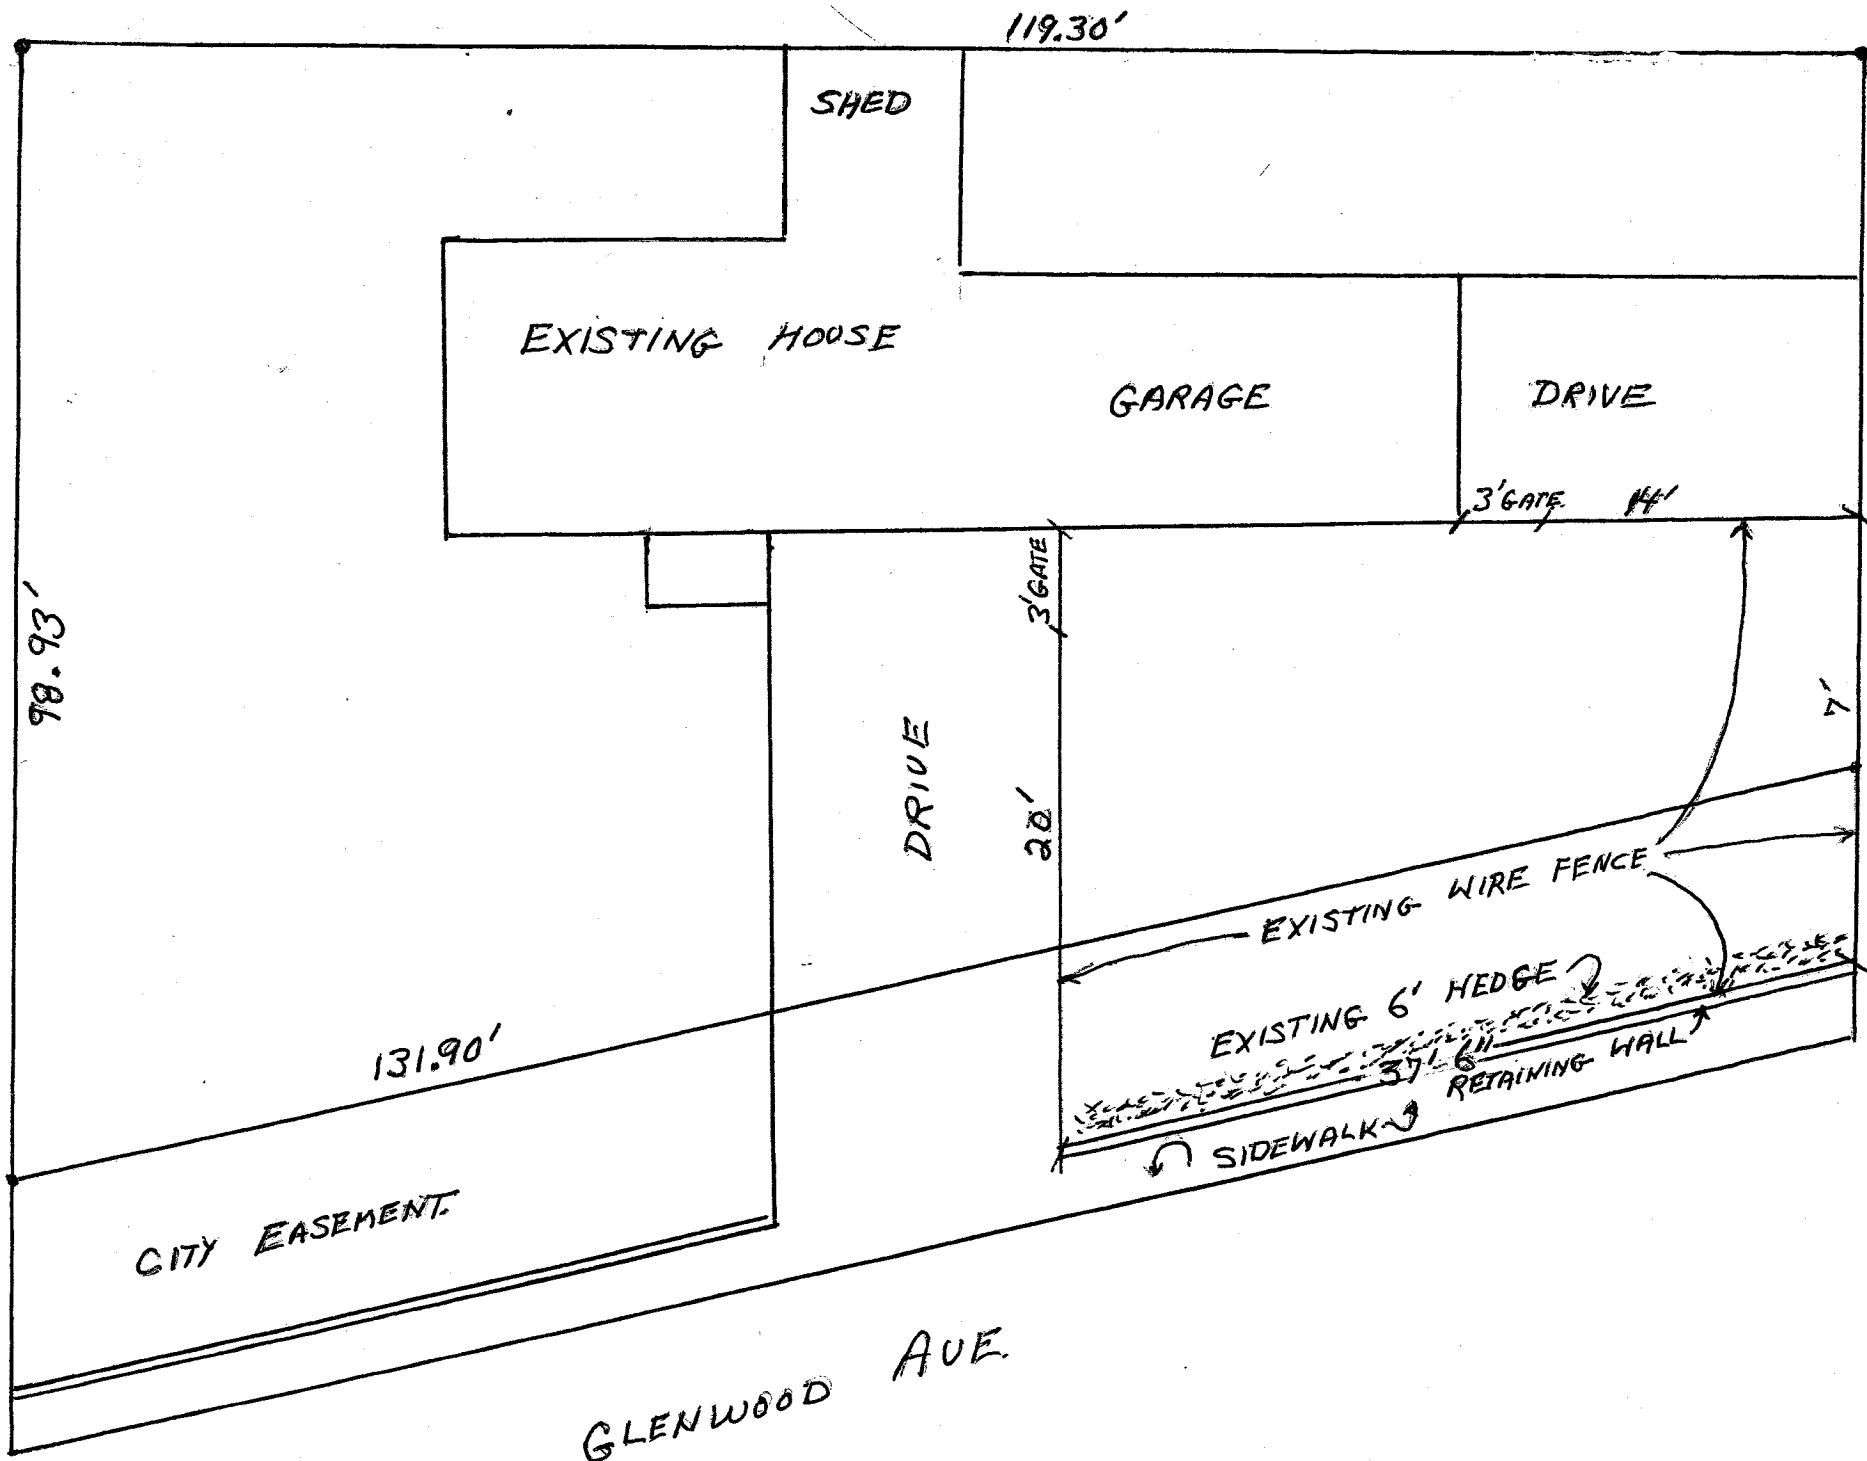 119.30'
SHED
EXISTING HOUSE
GARAGE
DRIVE
3' GATE
14'
3' GATE
98.93'
7'
DRIVE
20'
EXISTING WIRE FENCE
EXISTING 6' HEDGE
37' 6"
RETAINING WALL
SIDEWALK
131.90'
CITY EASEMENT.
GLENWOOD AVE.